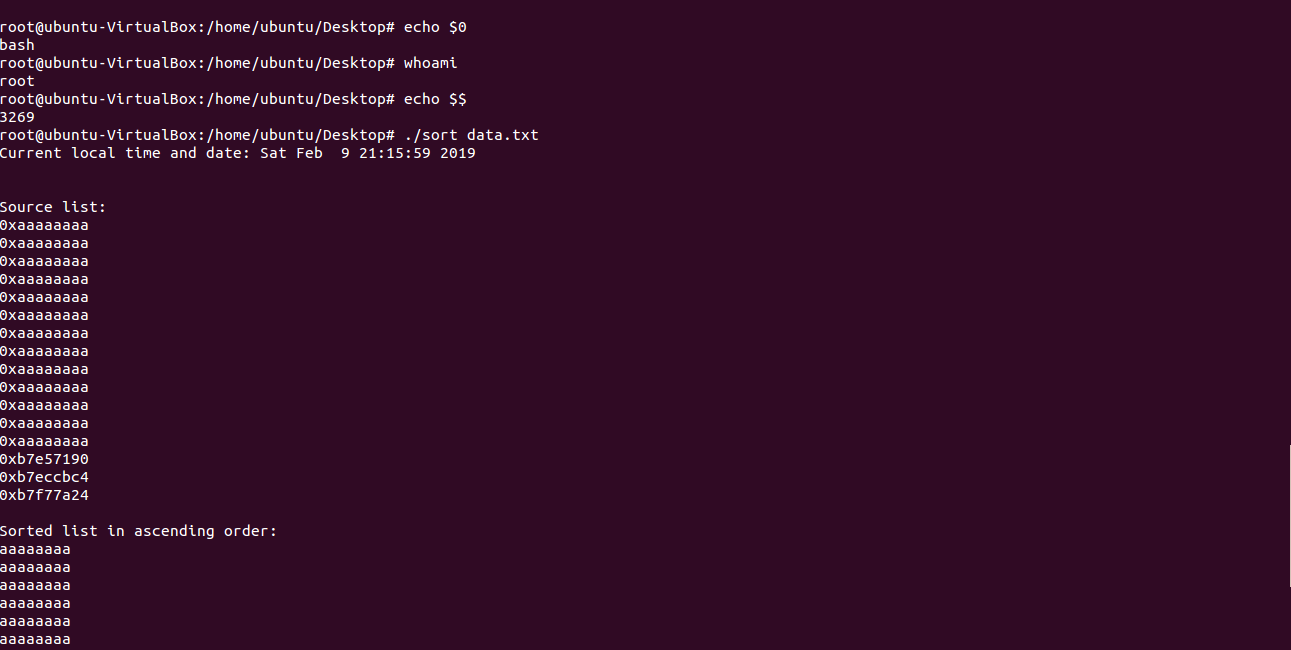 root@ubuntu-VirtualBox:/home/ubuntu/Desktop# echo $0
bash
root@ubuntu-VirtualBox:/home/ubuntu/Desktop# whoami
root
root@ubuntu-VirtualBox:/home/ubuntu/Desktop# echo $$
3269
root@ubuntu-VirtualBox:/home/ubuntu/Desktop# ./sort data.txt
Current local time and date: Sat Feb  9 21:15:59 2019
Source list:
0xaaaaaaaa
0xaaaaaaaa
0xaaaaaaaa
0xaaaaaaaa
0xaaaaaaaa
0xaaaaaaaa
0xaaaaaaaa
0xaaaaaaaa
0xaaaaaaaa
0xaaaaaaaa
0xaaaaaaaa
0xaaaaaaaa
0xaaaaaaaa
0xb7e57190
0xb7eccbc4
0xb7f77a24
Sorted list in ascending order:
aaaaaaaa
aaaaaaaa
aaaaaaaa
aaaaaaaa
aaaaaaaa
aaaaaaaa